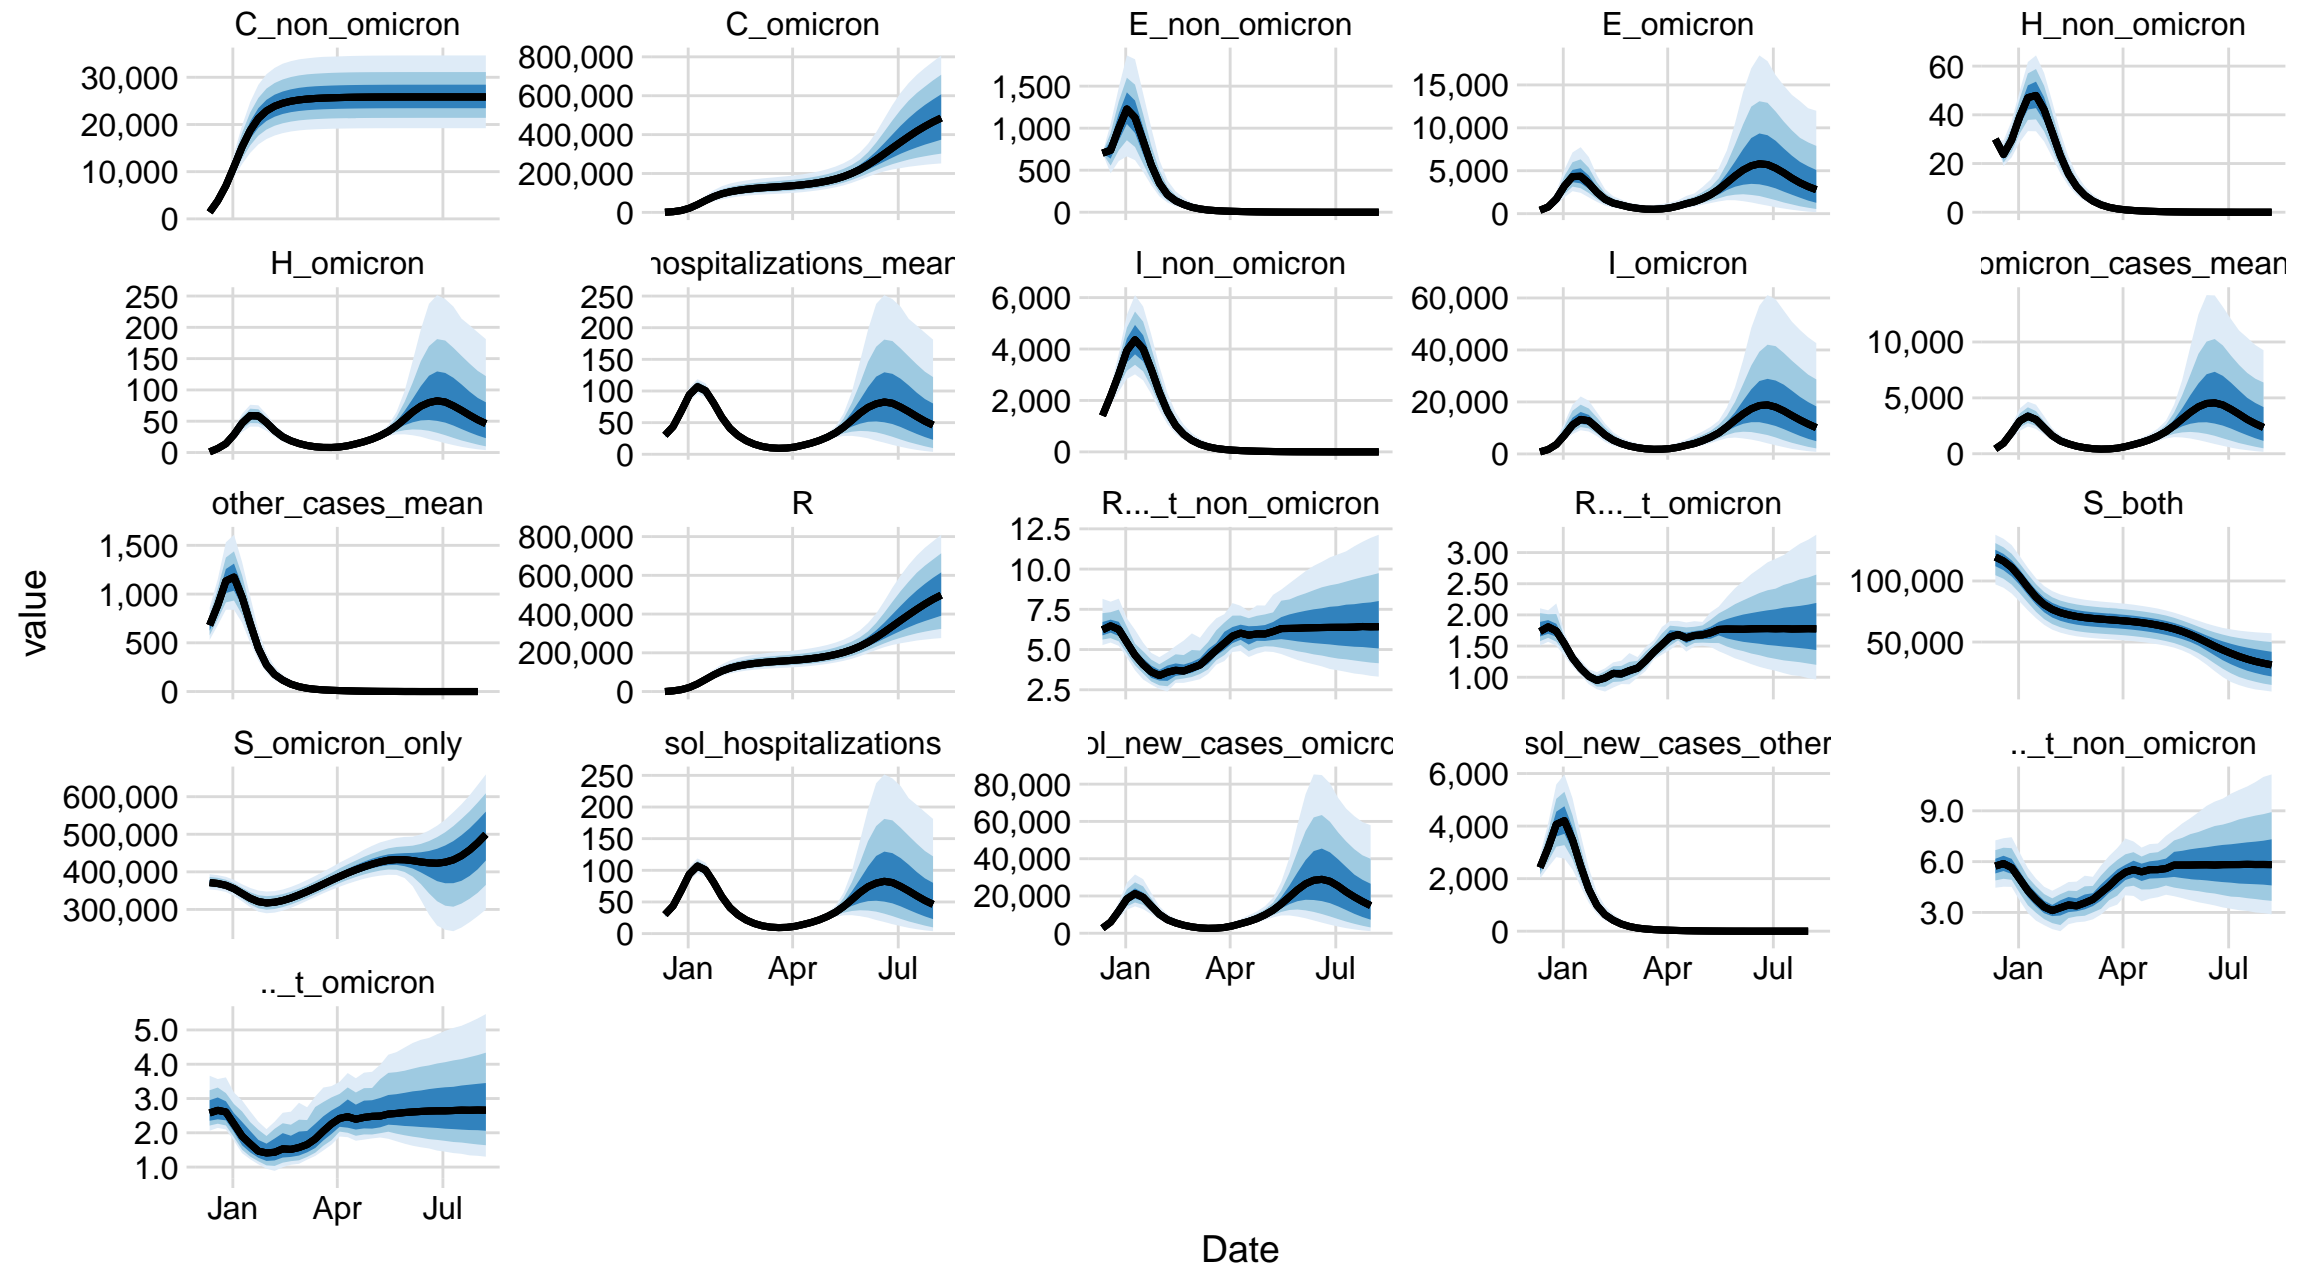 C_non_omicron C_omicron E_non_omicron E_omicron H_non_omicron
30,000 20,000 10,000 0
800,000 600,000 400,000 200,000 0
1,500 1,000 500 0
15,000 10,000 5,000 0
60 40 20 0
H_omicron hospitalizations_mean I_non_omicron I_omicron omicron_cases_mean
250 200 150 100 50 0
250 200 150 100 50 0
6,000 4,000 2,000 0
60,000 40,000 20,000 0
10,000 5,000 0
other_cases_mean R R..._t_non_omicron R..._t_omicron S_both
1,500 1,000 500 0
800,000 600,000 400,000 200,000 0
12.5 10.0 7.5 5.0 2.5
3.00 2.50 2.00 1.50 1.00
100,000 50,000
value
S_omicron_only sol_hospitalizations ol_new_cases_omicro sol_new_cases_other .._t_non_omicron
600,000 500,000 400,000 300,000
250 200 150 100 50 0
80,000 60,000 40,000 20,000 0
6,000 4,000 2,000 0
9.0 6.0 3.0
Jan Apr Jul Jan Apr Jul Jan Apr Jul Jan Apr Jul
.._t_omicron
5.0 4.0 3.0 2.0 1.0
Jan Apr Jul
Date